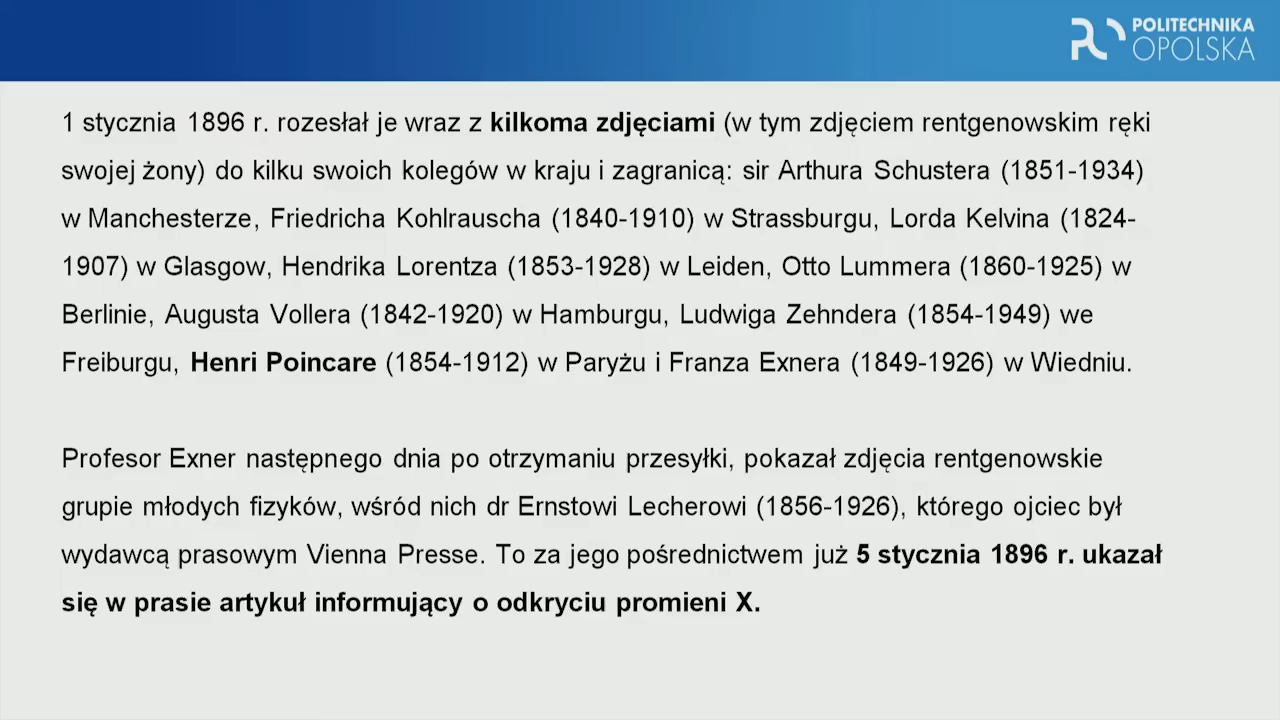 POLITECHNIKA
OPOLSKA
1 stycznia 1896 r. rozesłał je wraz z kilkoma zdjęciami (w tym zdjęciem rentgenowskim ręki
swojej żony) do kilku swoich kolegów w kraju i zagranicą: sir Arthura Schustera (1851-1934)
w Manchesterze, Friedricha Kohlrauscha (1840-1910) w Strassburgu, Lorda Kelvina (1824-
1907) w Glasgow, Hendrika Lorentza (1853-1928) w Leiden, Otto Lummera (1860-1925) w
Berlinie, Augusta Vollera (1842-1920) w Hamburgu, Ludwiga Zehndera (1854-1949) we
Freiburgu, Henri Poincare (1854-1912) w Paryżu i Franza Exnera (1849-1926) w Wiedniu.
Profesor Exner następnego dnia po otrzymaniu przesyłki, pokazał zdjęcia rentgenowskie
grupie młodych fizyków, wśród nich dr Ernstowi Lecherowi (1856-1926), którego ojciec był
wydawcą prasowym Vienna Presse. To za jego pośrednictwem już 5 stycznia 1896 r. ukazał
się w prasie artykuł informujący o odkryciu promieni X.